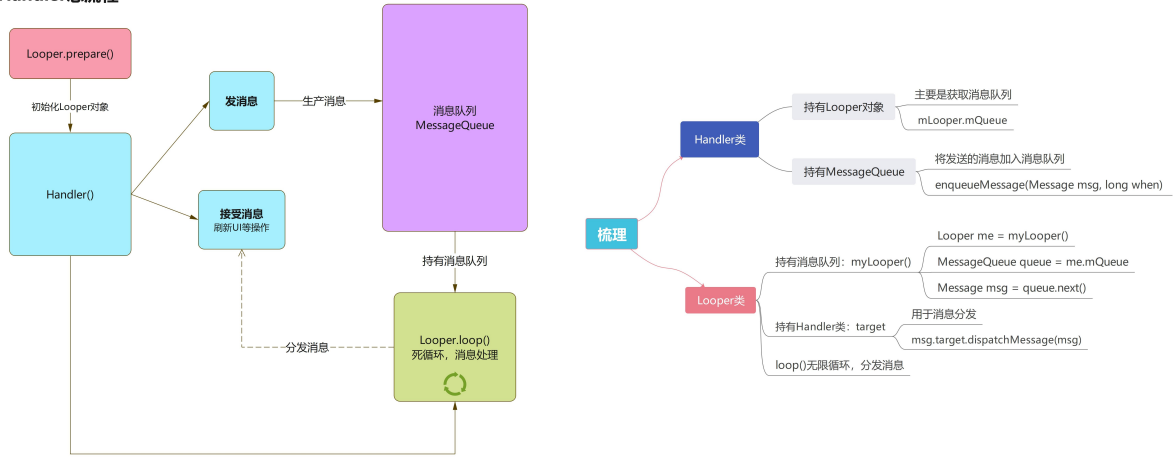 Looper.prepare()
初始化Looper对象
Handler()
发消息
生产消息
消息队列
MessageQueue
接受消息
刷新UI等操作
持有消息队列
分发消息
Looper.loop()
死循环，消息处理
梳理
Handler类
持有Looper对象
主要是获取消息队列
mLooper.mQueue
持有MessageQueue
将发送的消息加入消息队列
enqueueMessage(Message msg, long when)
Looper类
持有消息队列：myLooper()
Looper me = myLooper()
MessageQueue queue = me.mQueue
Message msg = queue.next()
持有Handler类：target
用于消息分发
msg.target.dispatchMessage(msg)
loop()无限循环，分发消息